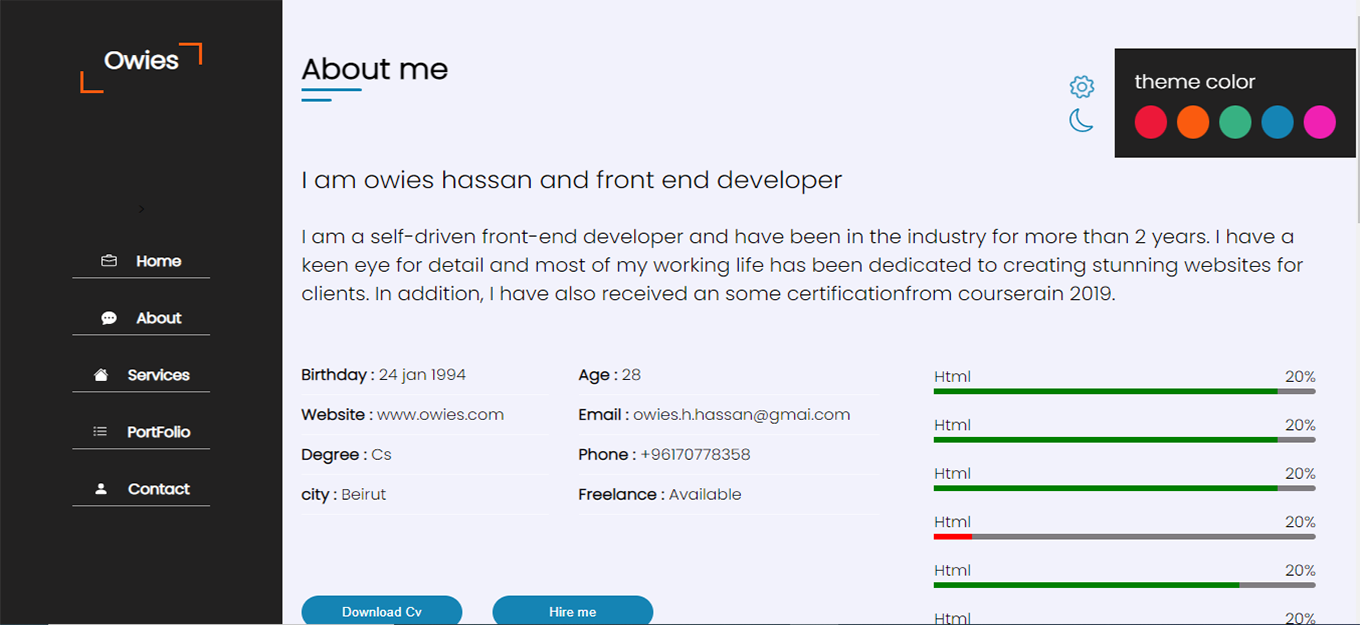 Owies
>
Home
About
Services
PortFolio
Contact
About me
theme color
I am owies hassan and front end developer
I am a self-driven front-end developer and have been in the industry for more than 2 years. I have a
keen eye for detail and most of my working life has been dedicated to creating stunning websites for
clients. In addition, I have also received an some certificationfrom courserain 2019.
Birthday : 24 jan 1994
Age : 28
Website : www.owies.com
Email : owies.h.hassan@gmai.com
Degree : Cs
Phone : +96170778358
city : Beirut
Freelance : Available
Html 20%
Html 20%
Html 20%
Html 20%
Html 20%
Html 20%
Download Cv
Hire me